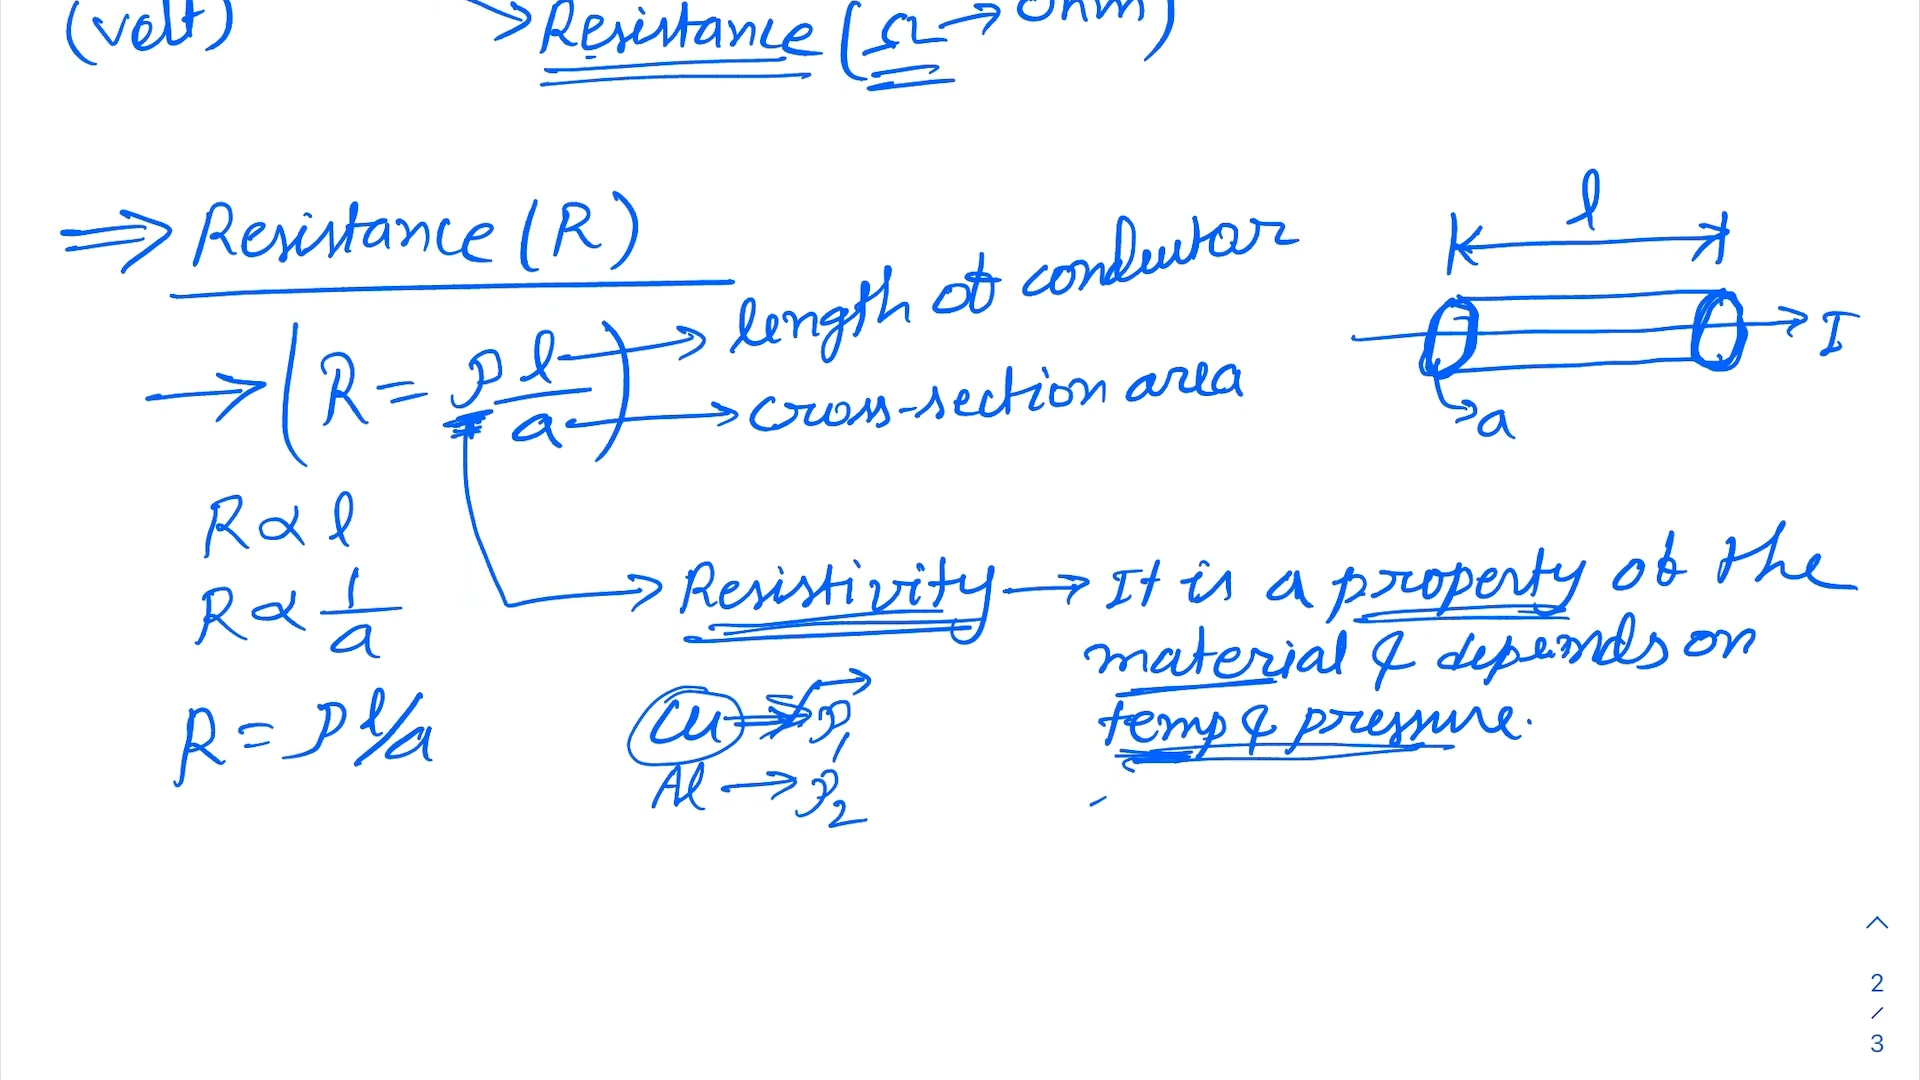 (volt)
→ Resistance (Ω → ohm)
⇒ Resistance (R)
l
→ (R = ρ l/a)
→ length of conductor
→ cross-section area
I
a
R ∝ l
R ∝ 1/a
R = ρ l/a
→ Resistivity → It is a property of the
material & depends on
temp & pressure.
Cu → ρ1
Al → ρ2
2
/
3